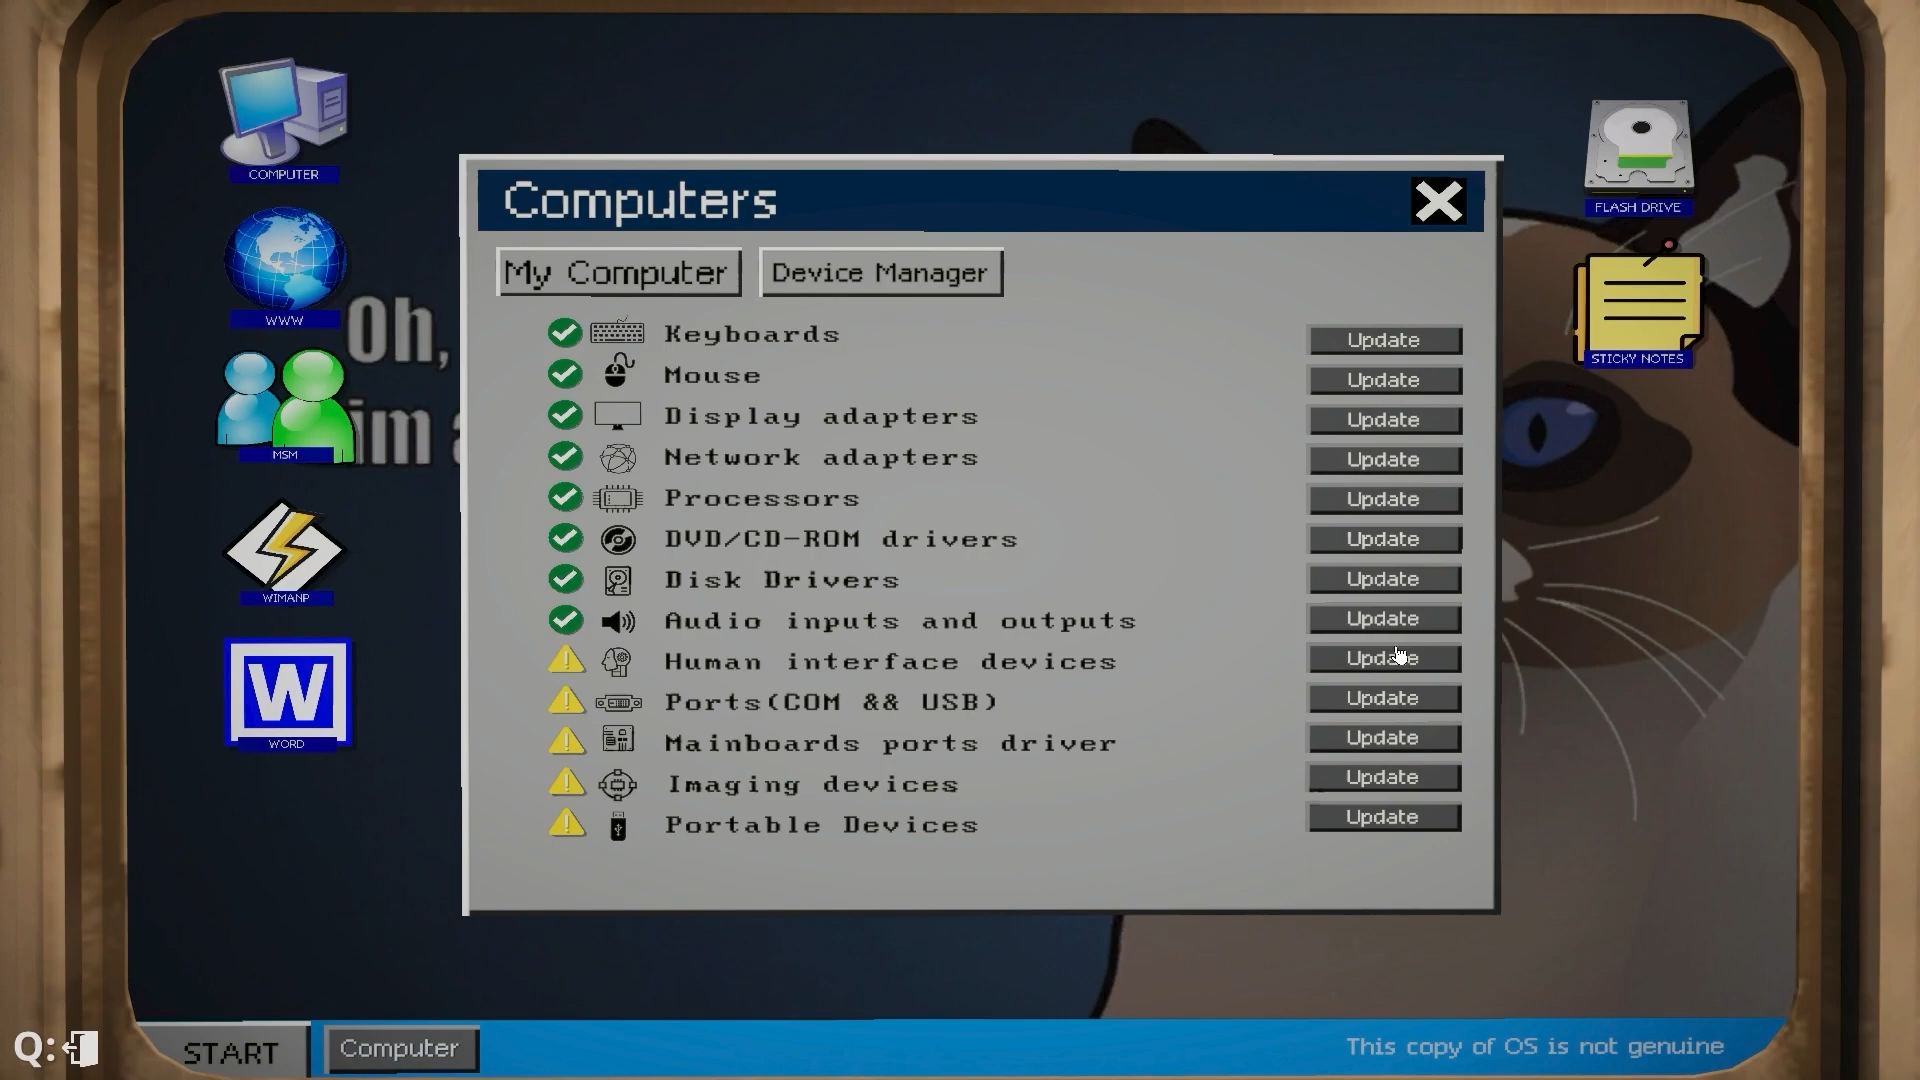 COMPUTER
WWW
MSM
WIMANP
WORD
Oh,
im a
Computers
My Computer
Device Manager
Keyboards
Update
Mouse
Update
Display adapters
Update
Network adapters
Update
Processors
Update
DVD/CD-ROM drivers
Update
Disk Drivers
Update
Audio inputs and outputs
Update
Human interface devices
Update
Ports(COM && USB)
Update
Mainboards ports driver
Update
Imaging devices
Update
Portable Devices
Update
FLASH DRIVE
STICKY NOTES
Q:
START
Computer
This copy of OS is not genuine